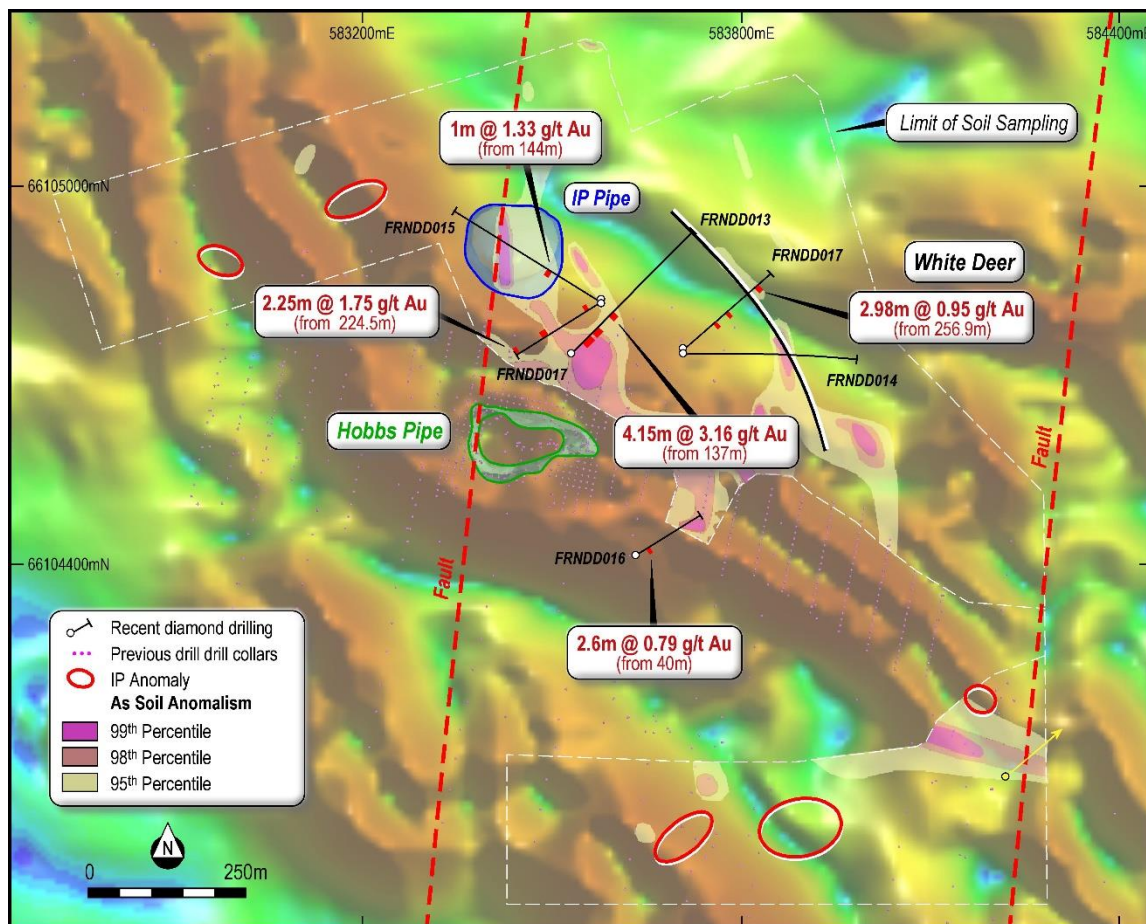 583200mE
583800mE
584400mE
1m @ 1.33 g/t Au
(from 144m)
Limit of Soil Sampling
66105000mN
IP Pipe
FRNDD015
FRNDD013
FRNDD017
White Deer
2.25m @ 1.75 g/t Au
(from 224.5m)
2.98m @ 0.95 g/t Au
(from 256.9m)
FRNDD017
FRNDD014
Hobbs Pipe
4.15m @ 3.16 g/t Au
(from 137m)
Fault
FRNDD016
66104400mN
Fault
2.6m @ 0.79 g/t Au
(from 40m)
Recent diamond drilling
Previous drill drill collars
IP Anomaly
As Soil Anomalism
99th Percentile
98th Percentile
95th Percentile
N
0
250m